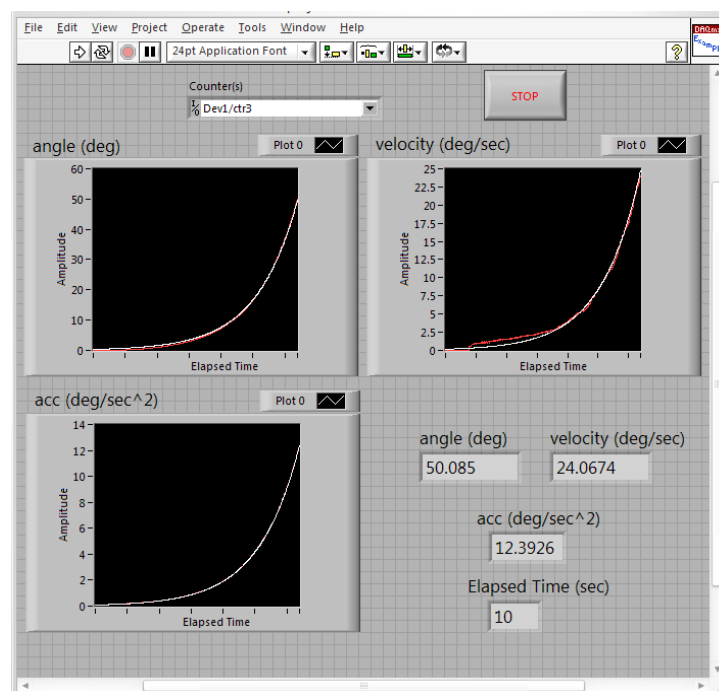 File Edit View Project Operate Tools Window Help
24pt Application Font
?
DAQmx
Example
Counter(s)
Dev1/ctr3
STOP
angle (deg)
Plot 0
60
50
40
30
20
10
0
Amplitude
Elapsed Time
velocity (deg/sec)
Plot 0
25
22.5
20
17.5
15
12.5
10
7.5
5
2.5
0
Amplitude
Elapsed Time
acc (deg/sec^2)
Plot 0
14
12
10
8
6
4
2
0
Amplitude
Elapsed Time
angle (deg)
50.085
velocity (deg/sec)
24.0674
acc (deg/sec^2)
12.3926
Elapsed Time (sec)
10